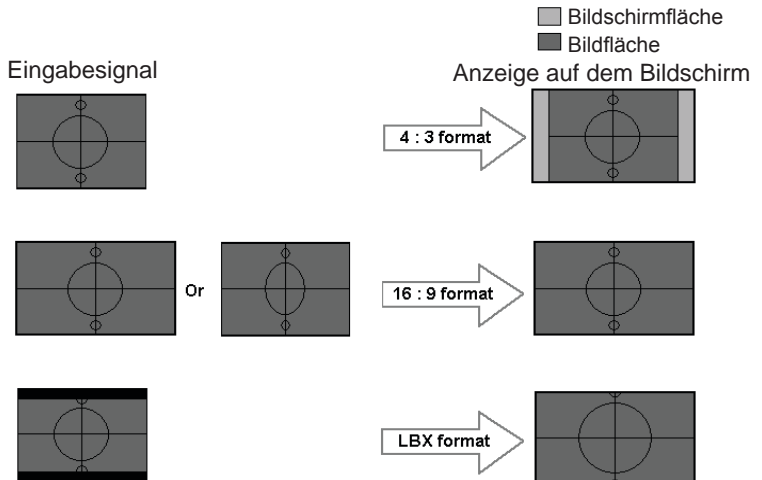 Bildschirmfläche
Bildfläche
Eingabesignal
Anzeige auf dem Bildschirm
4 : 3 format
Or
16 : 9 format
LBX format